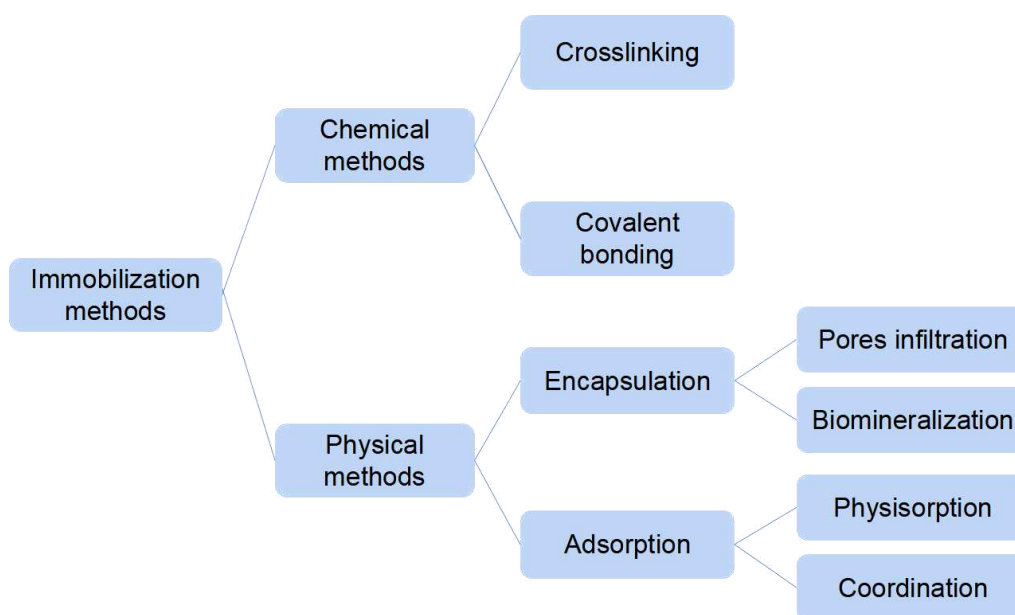 Crosslinking
Chemical
methods
Covalent
bonding
Immobilization
methods
Pores infiltration
Encapsulation
Biomineralization
Physical
methods
Physisorption
Adsorption
Coordination